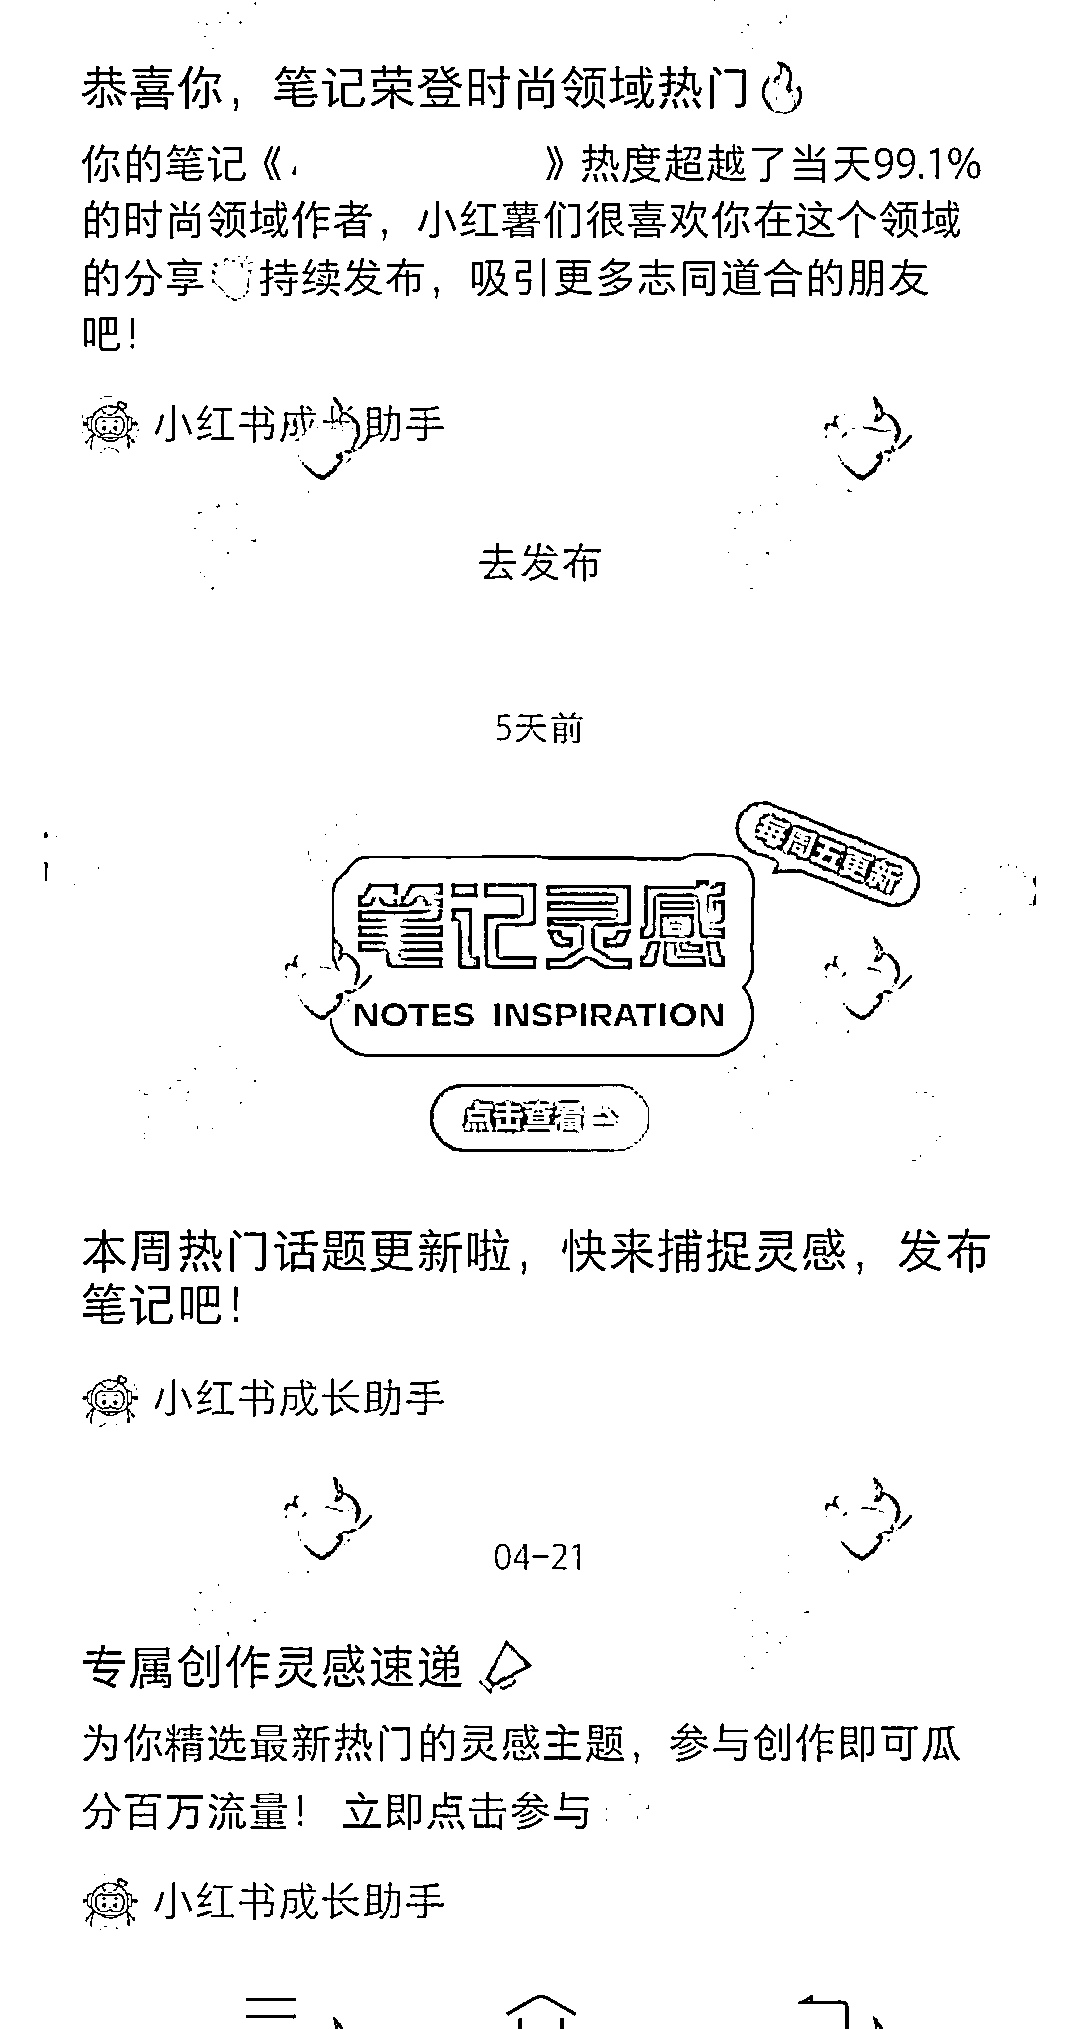 恭喜你，笔记荣登时尚领域热门
你的笔记《 》热度超越了当天99.1%
的时尚领域作者，小红薯们很喜欢你在这个领域
的分享 持续发布，吸引更多志同道合的朋友
吧！
小红书成长助手
去发布
5天前
每周五更新
笔记灵感
NOTES INSPIRATION
点击查看
本周热门话题更新啦，快来捕捉灵感，发布
笔记吧！
小红书成长助手
04-21
专属创作灵感速递
为你精选最新热门的灵感主题，参与创作即可瓜
分百万流量！ 立即点击参与
小红书成长助手